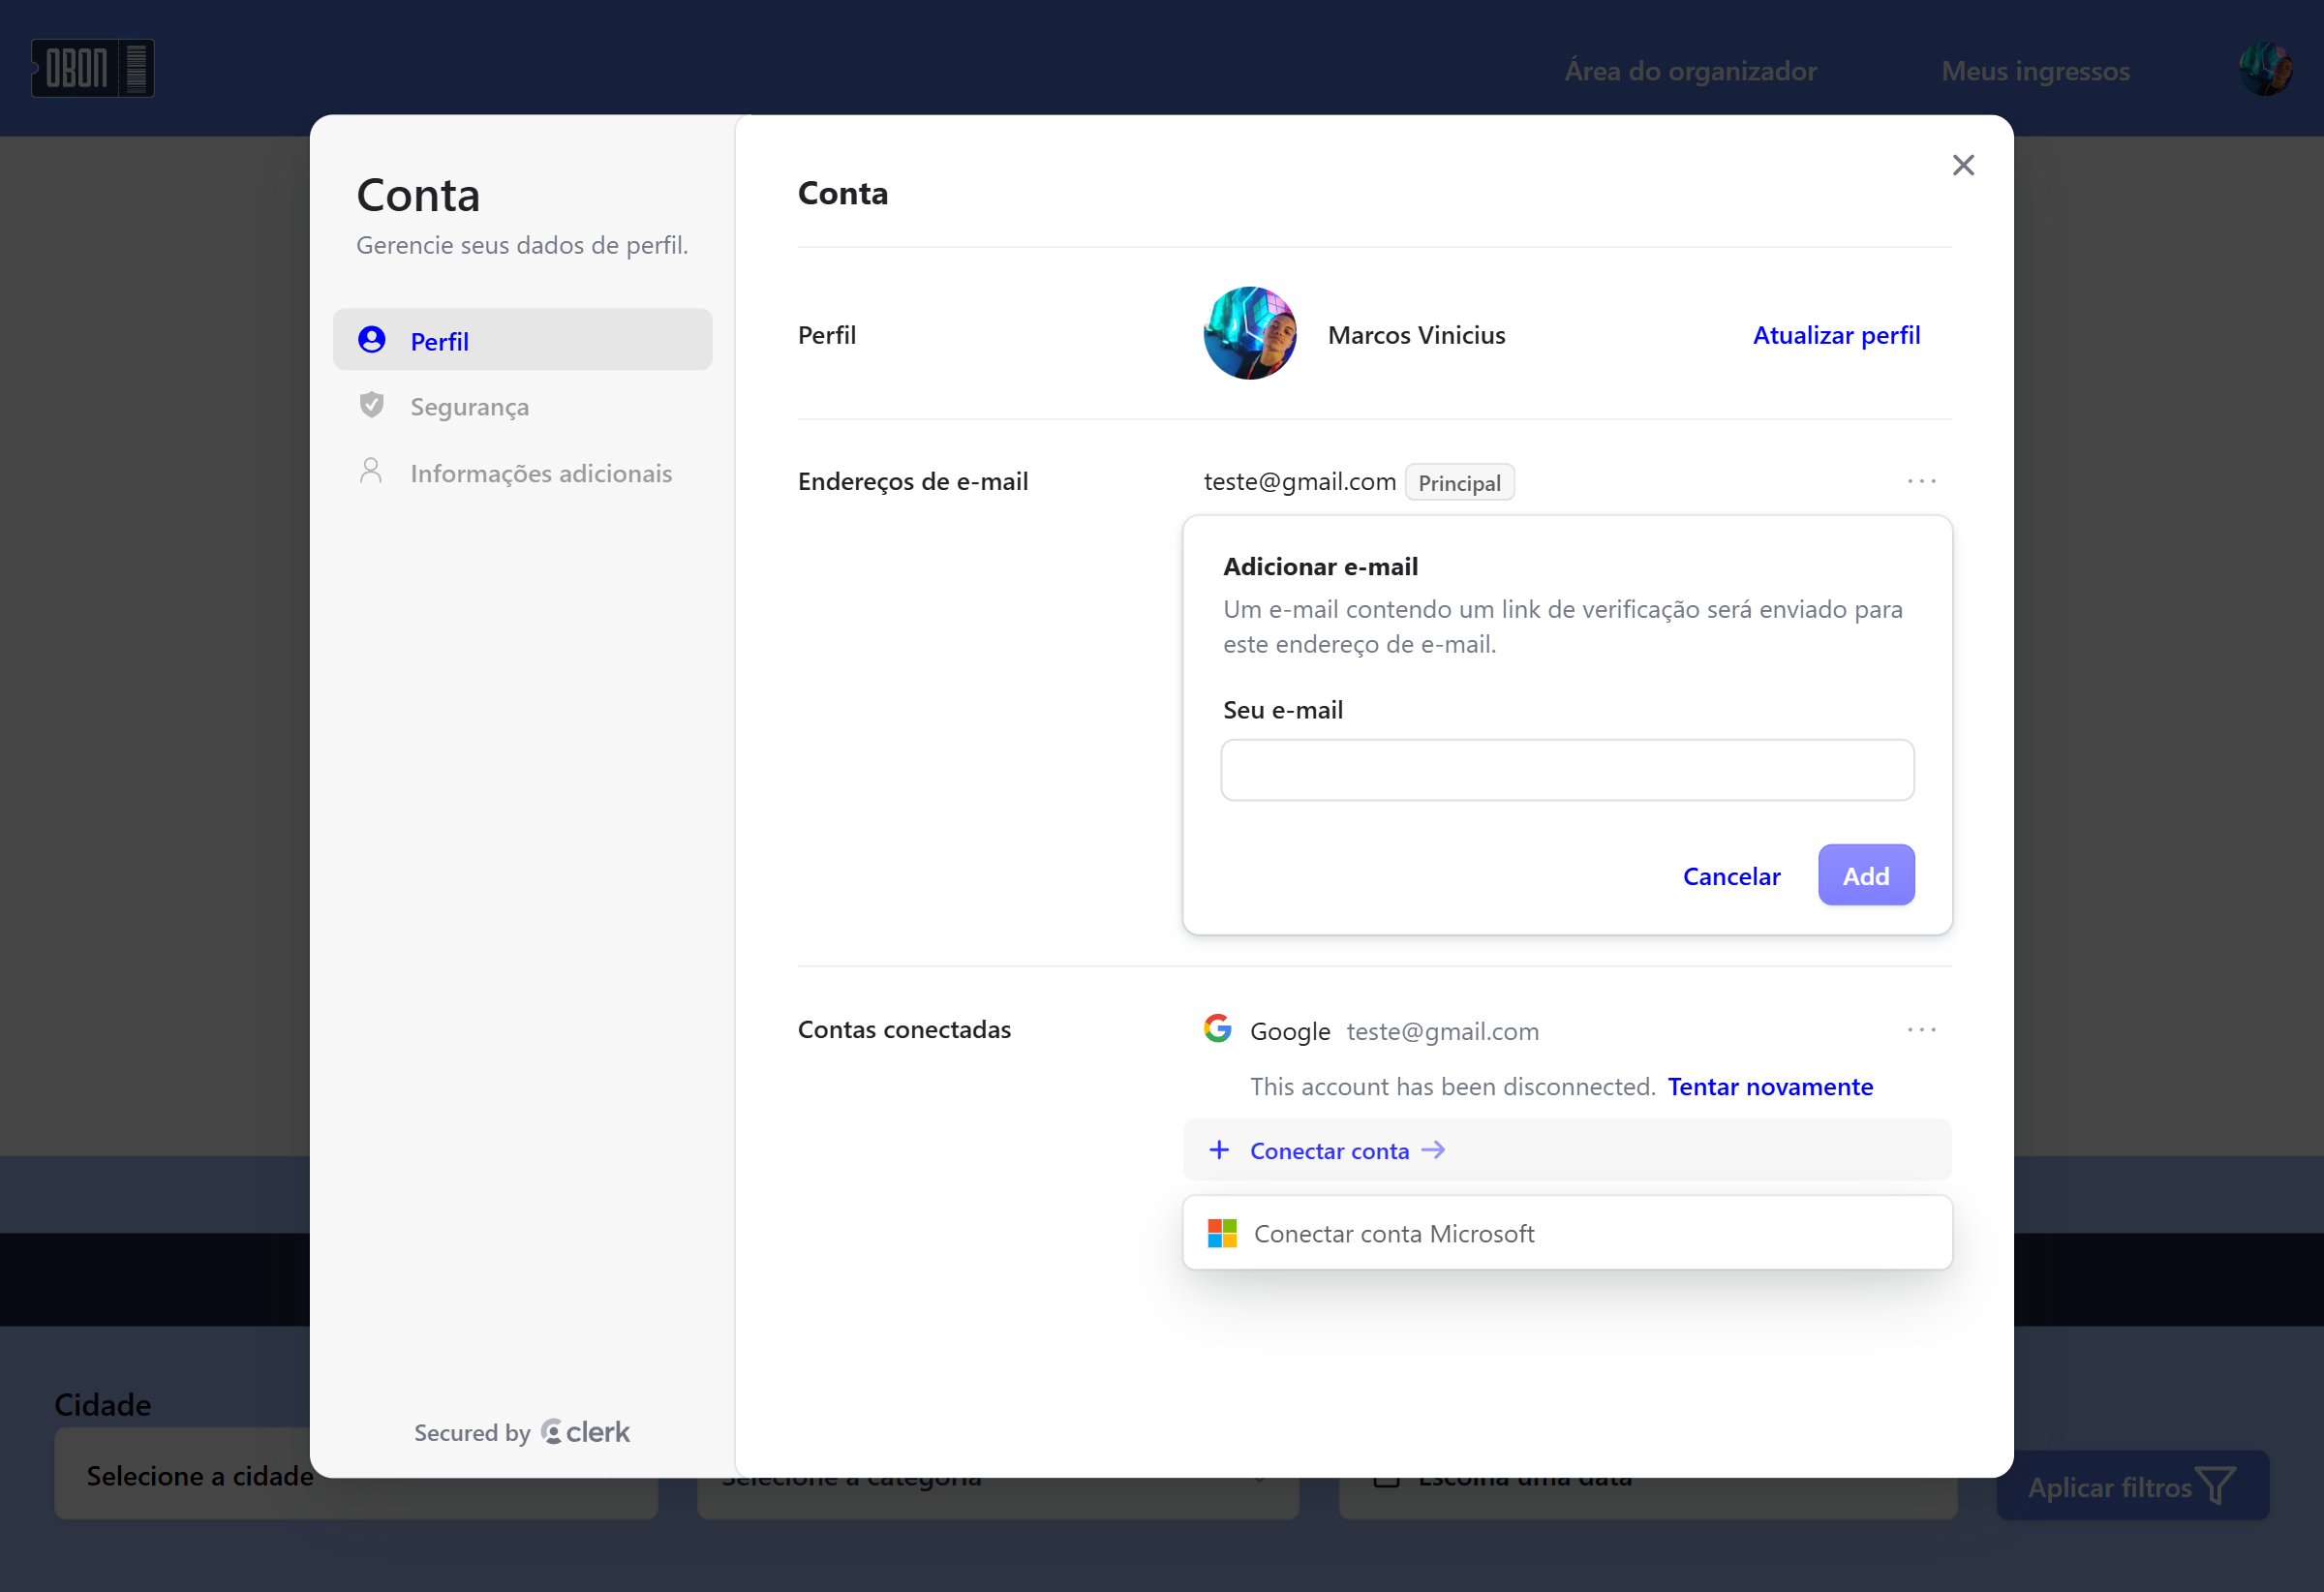 OBON
Área do organizador
Meus ingressos
Conta
Gerencie seus dados de perfil.
Perfil
Segurança
Informações adicionais
Secured by clerk
Conta
Perfil
Marcos Vinicius
Atualizar perfil
Endereços de e-mail
teste@gmail.com Principal
Adicionar e-mail
Um e-mail contendo um link de verificação será enviado para
este endereço de e-mail.
Seu e-mail
Cancelar
Add
Contas conectadas
Google teste@gmail.com
This account has been disconnected. Tentar novamente
Conectar conta
Conectar conta Microsoft
Cidade
Selecione a cidade
Selecione a categoria
Escolha uma data
Aplicar filtros